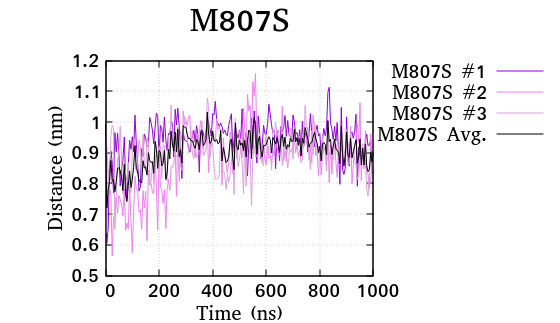 M807S
M807S #1
M807S #2
M807S #3
M807S Avg.
Distance (nm)
1.2
1.1
1
0.9
0.8
0.7
0.6
0.5
0 200 400 600 800 1000
Time (ns)